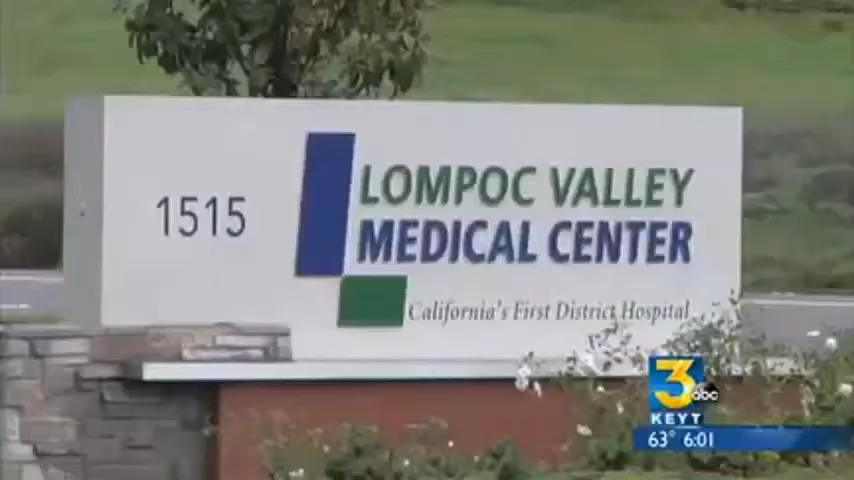 1515
LOMPOC VALLEY
MEDICAL CENTER
California's First District Hospital
3
abc
KEYT
63° 6:01